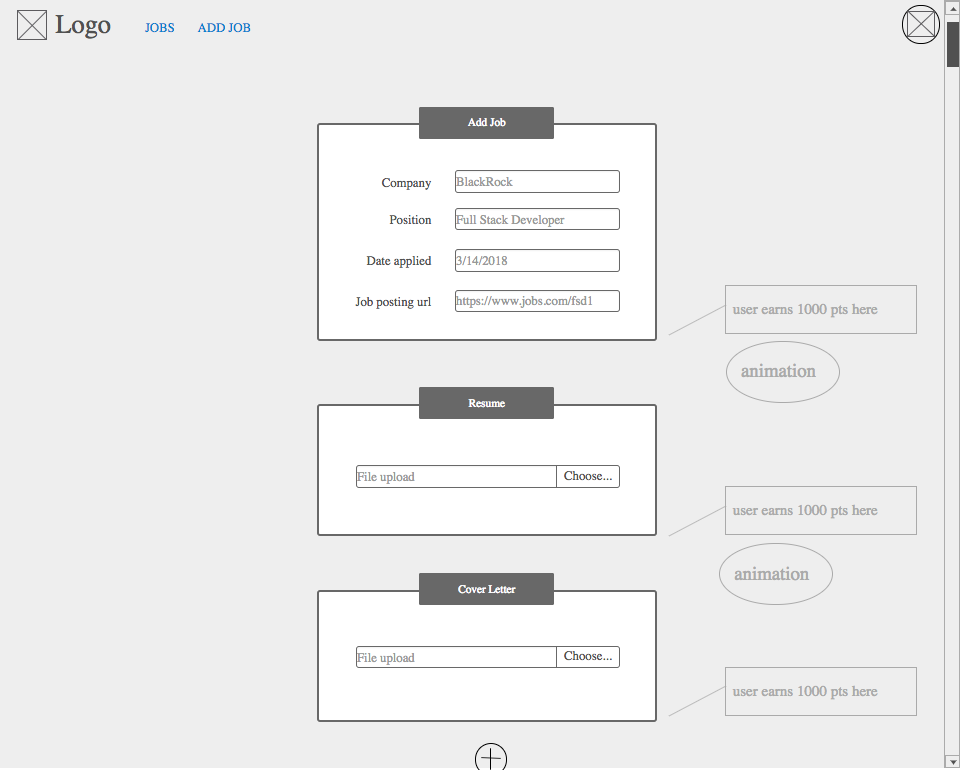 Logo
JOBS
ADD JOB
Add Job
Company
BlackRock
Position
Full Stack Developer
Date applied
3/14/2018
Job posting url
https://www.jobs.com/fsd1
user earns 1000 pts here
animation
Resume
File upload
Choose...
user earns 1000 pts here
animation
Cover Letter
File upload
Choose...
user earns 1000 pts here